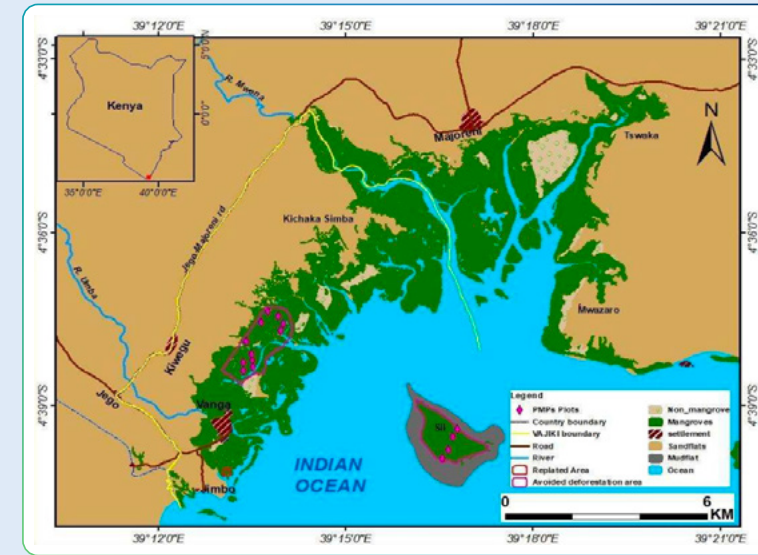 39°12'0"E 39°15'0"E 39°18'0"E 39°21'0"E
4°33'0"S
5°0'0"N
4°33'0"S
R. Mwena
Kenya
0°0'0"
Majoreni
N
Tswaka
35°0'0"E 40°0'0"E
Kichaka Simba
4°36'0"S
4°36'0"S
Jego-Majoreni rd
R. Umba
Mwazaro
Kiwegu
Jego
Vanga
4°39'0"S
4°39'0"S
Sii
INDIAN
OCEAN
Jimbo
Legend
PMPs Plots
Country boundary
VAJIKI boundary
Road
River
Replated Area
Avoided deforestation area
Non_mangrove
Mangroves
settlement
Sandflats
Mudflat
Ocean
0 6
KM
39°12'0"E 39°15'0"E 39°18'0"E 39°21'0"E